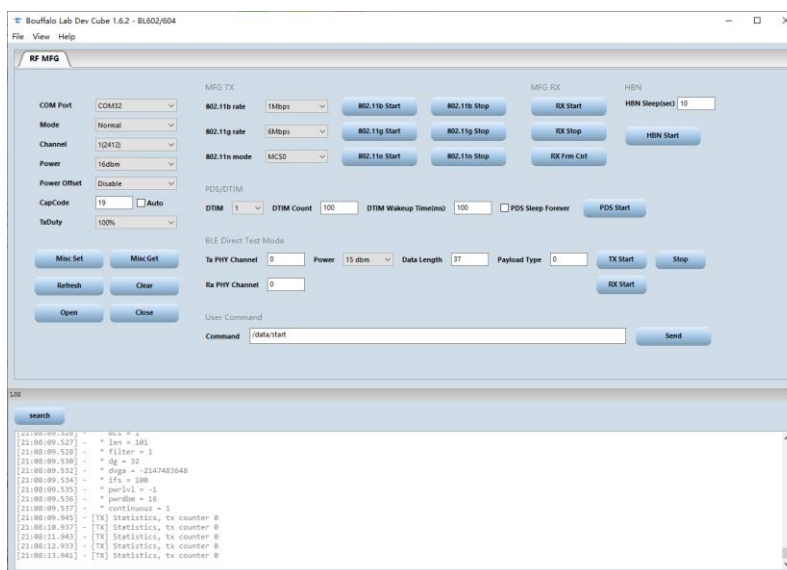 Bouffalo Lab Dev Cube 1.6.2 - BL602/604
File View Help
RF MFG
MFG TX MFG RX HBN
COM Port COM32 802.11b rate 1Mbps 802.11b Start 802.11b Stop RX Start HBN Sleep(sec) 10
Mode Normal
802.11g rate 6Mbps 802.11g Start 802.11g Stop RX Stop HBN Start
Channel 1(2412)
Power 16dbm 802.11n mode MCS0 802.11n Start 802.11n Stop RX Frm Cnt
Power Offset Disable
PDS/DTIM
CapCode 19 Auto
DTIM 1 DTIM Count 100 DTIM Wakeup Time(ms) 100 PDS Sleep Forever PDS Start
TxDuty 100%
BLE Direct Test Mode
Misc Set Misc Get Tx PHY Channel 0 Power 15 dbm Data Length 37 Payload Type 0 TX Start Stop
Refresh Clear Rx PHY Channel 0 RX Start
Open Close
User Command
Command /data/start Send
LOG
search
[21:08:09.527] - * len = 101
[21:08:09.528] - * filter = 1
[21:08:09.530] - * dg = 32
[21:08:09.532] - * dvga = -2147483648
[21:08:09.534] - * ifs = 100
[21:08:09.535] - * pwrlvl = -1
[21:08:09.536] - * pwrdbm = 16
[21:08:09.537] - * continuous = 1
[21:08:09.945] - [TX] Statistics, tx counter 0
[21:08:10.937] - [TX] Statistics, tx counter 0
[21:08:11.943] - [TX] Statistics, tx counter 0
[21:08:12.933] - [TX] Statistics, tx counter 0
[21:08:13.941] - [TX] Statistics, tx counter 0